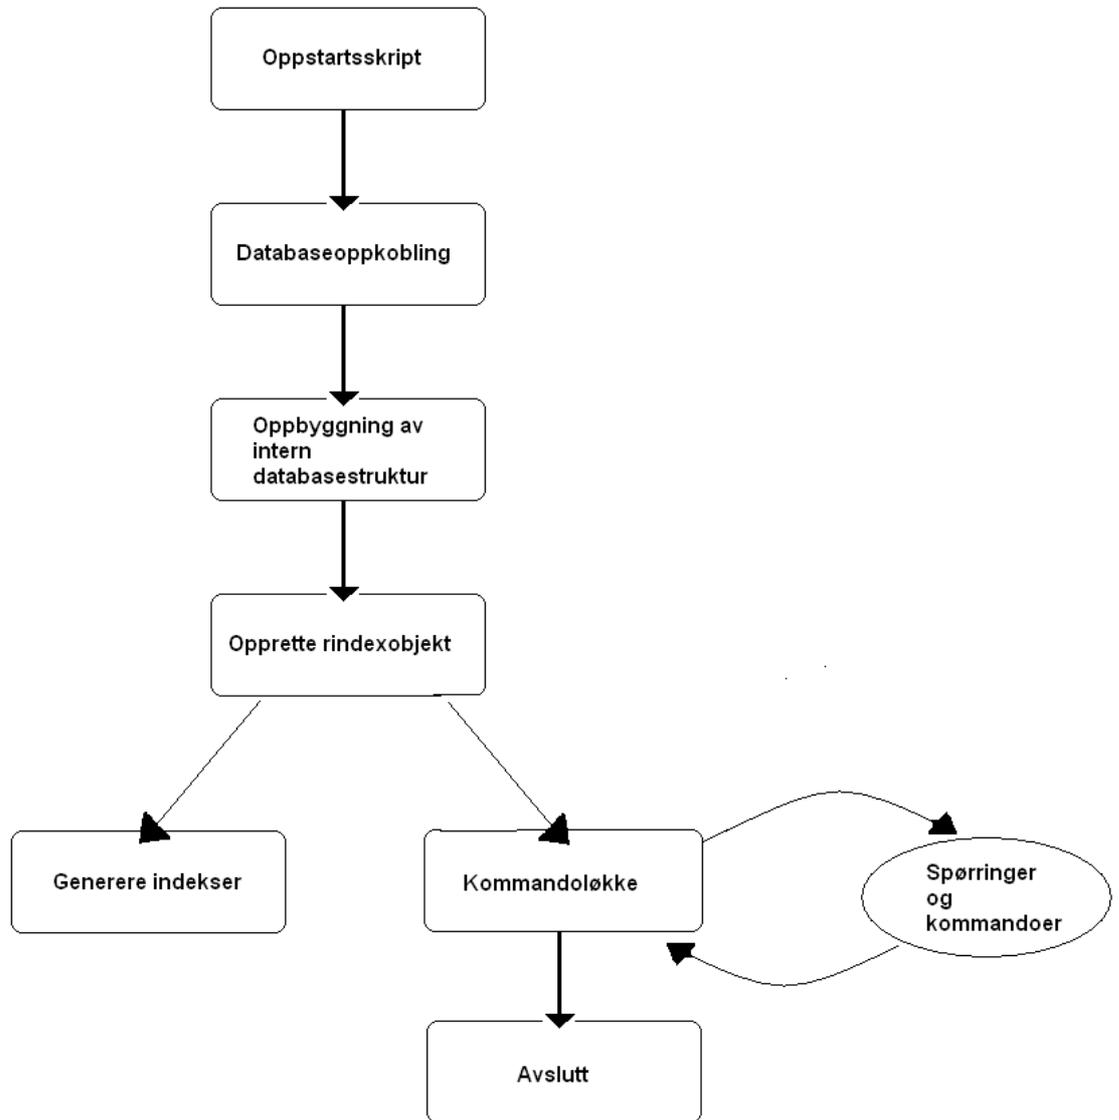 Oppstartsskript
Databaseoppkobling
Oppbyggning av
intern
databasestruktur
Opprette rindexobjekt
Generere indekser
Kommandoløkke
Spørringer
og
kommandoer
Avslutt